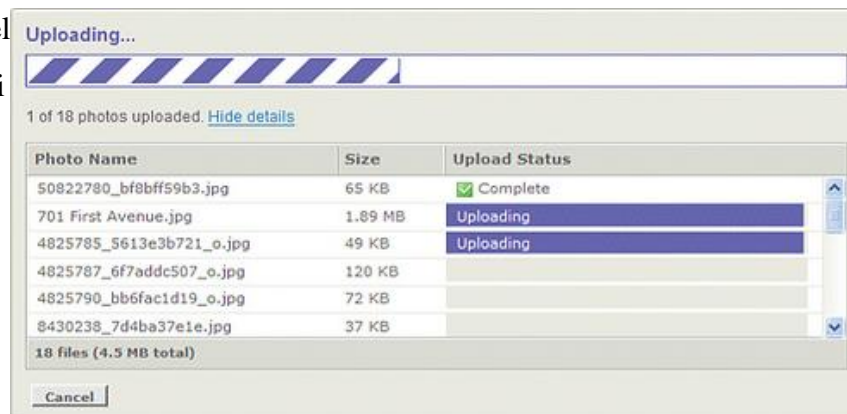 el
i
Uploading...
1 of 18 photos uploaded. Hide details
Photo Name Size Upload Status
50822780_bf8bff59b3.jpg 65 KB Complete
701 First Avenue.jpg 1.89 MB Uploading
4825785_5613e3b721_o.jpg 49 KB Uploading
4825787_6f7addc507_o.jpg 120 KB
4825790_bb6fac1d19_o.jpg 72 KB
8430238_7d4ba37e1e.jpg 37 KB
18 files (4.5 MB total)
Cancel